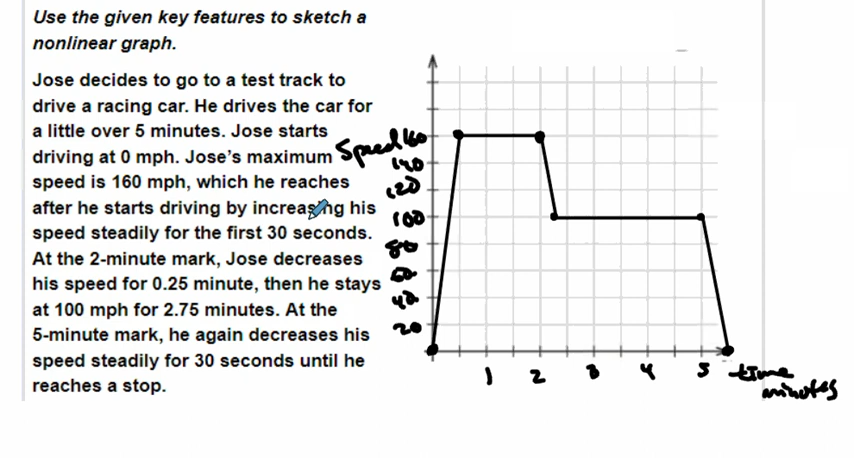 Use the given key features to sketch a
nonlinear graph.
Jose decides to go to a test track to
drive a racing car. He drives the car for
a little over 5 minutes. Jose starts
driving at 0 mph. Jose's maximum
speed is 160 mph, which he reaches
after he starts driving by increasing his
speed steadily for the first 30 seconds.
At the 2-minute mark, Jose decreases
his speed for 0.25 minute, then he stays
at 100 mph for 2.75 minutes. At the
5-minute mark, he again decreases his
speed steadily for 30 seconds until he
reaches a stop.
Speed 160
140
120
100
80
60
40
20
1 2 3 4 5 time
minutes